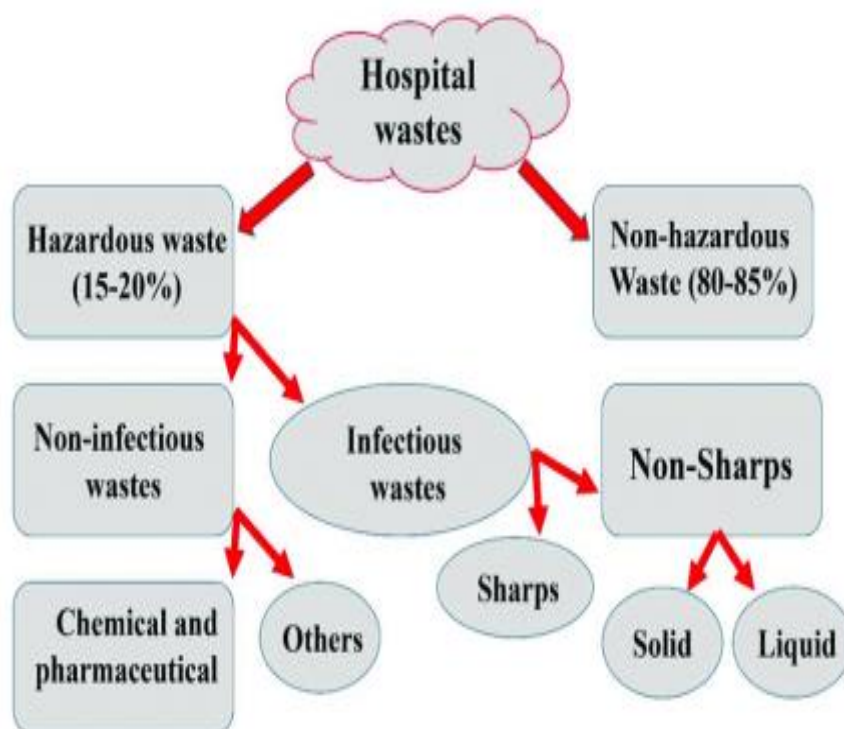 Hospital
wastes
Hazardous waste
(15-20%)
Non-hazardous
Waste (80-85%)
Non-infectious
wastes
Infectious
wastes
Non-Sharps
Chemical and
pharmaceutical
Others
Sharps
Solid
Liquid